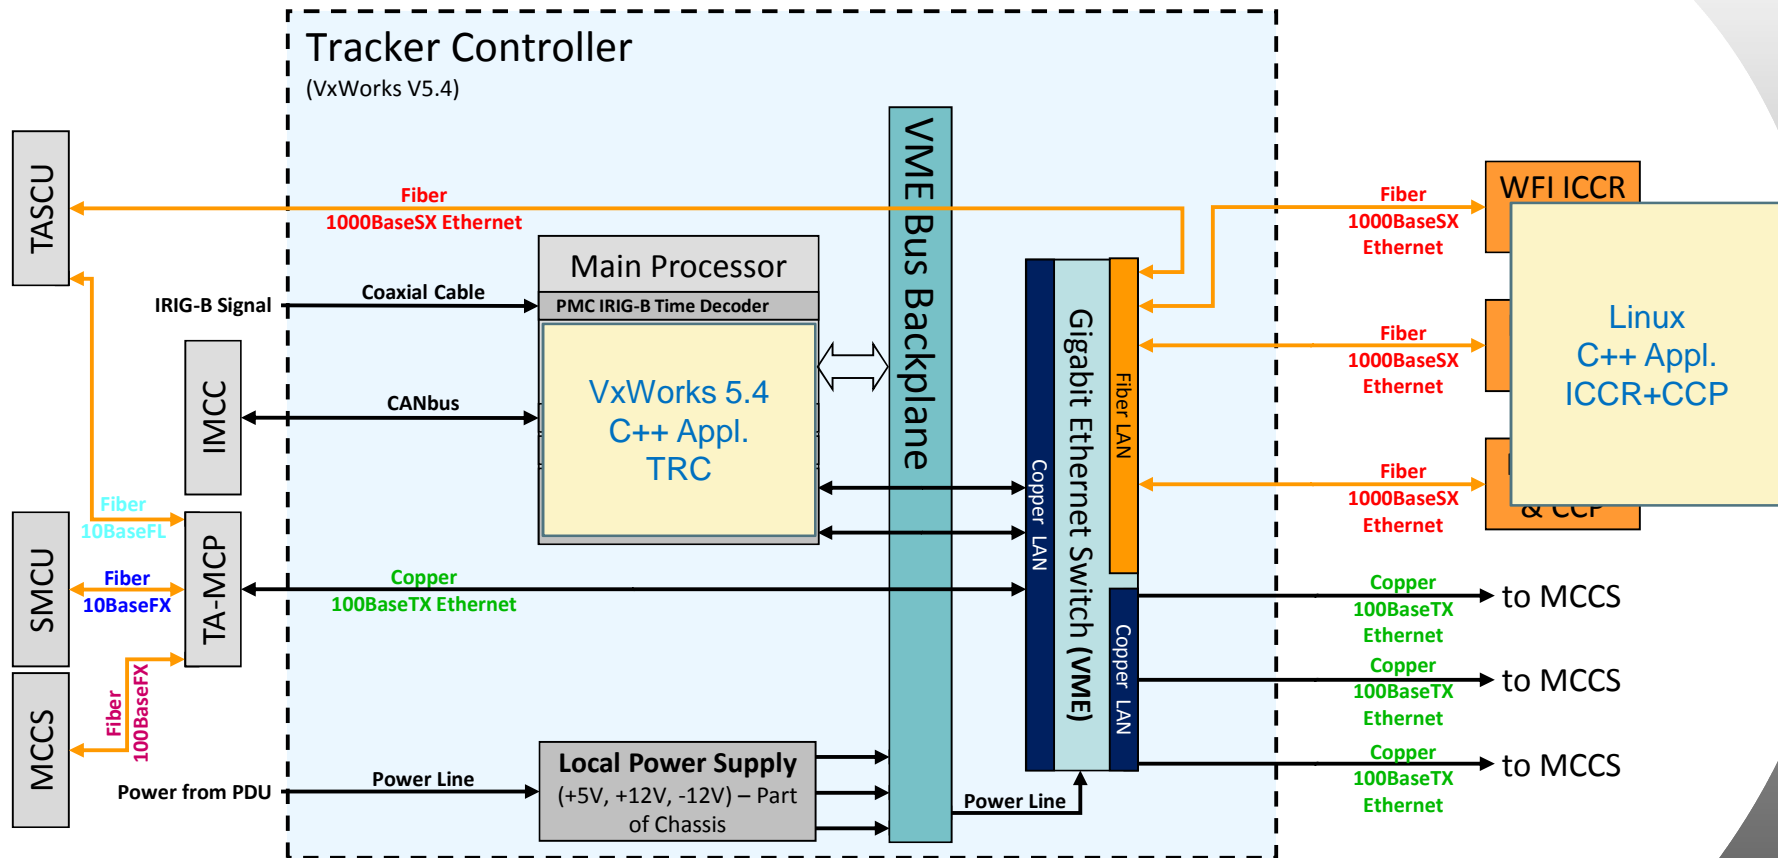 Tracker Controller
(VxWorks V5.4)
TASCU
Fiber
1000BaseSX Ethernet
Main Processor
IRIG-B Signal
Coaxial Cable
PMC IRIG-B Time Decoder
VxWorks 5.4
C++ Appl.
TRC
IMCC
CANbus
VME Bus Backplane
Copper LAN
Gigabit Ethernet Switch (VME)
Fiber LAN
Copper LAN
Fiber
1000BaseSX
Ethernet
WFI ICCR
Fiber
1000BaseSX
Ethernet
Linux
C++ Appl.
ICCR+CCP
Fiber
1000BaseSX
Ethernet
& CCP
Fiber
10BaseFL
SMCU
Fiber
10BaseFX
TA-MCP
Copper
100BaseTX Ethernet
Copper
100BaseTX
Ethernet
to MCCS
Copper
100BaseTX
Ethernet
to MCCS
Copper
100BaseTX
Ethernet
to MCCS
MCCS
Fiber
100BaseFX
Power from PDU
Power Line
Local Power Supply
(+5V, +12V, -12V) – Part
of Chassis
Power Line